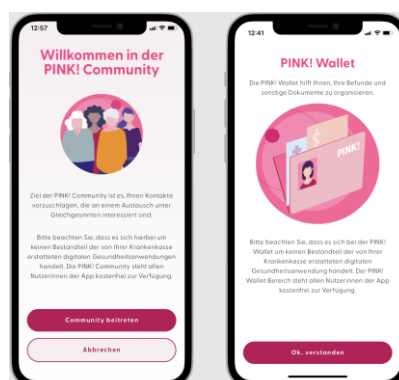 12:57
Willkommen in der
PINK! Community
Ziel der PINK! Community ist es, Ihnen Kontakte
vorzuschlagen, die an einem Austausch unter
Gleichgesinnten interessiert sind.
Bitte beachten Sie, dass es sich hierbei um
keinen Bestandteil der von Ihrer Krankenkasse
erstatteten digitalen Gesundheitsanwendungen
handelt. Die PINK! Community steht allen
Nutzerinnen der App kostenfrei zur Verfügung.
Community beitreten
Abbrechen
12:41
PINK! Wallet
Die PINK! Wallet hilft Ihnen, Ihre Befunde und
sonstige Dokumente zu organisieren.
PINK!
Bitte beachten Sie, dass es sich bei der PINK!
Wallet um keinen Bestandteil der von Ihrer
Krankenkasse erstatteten digitalen
Gesundheitsanwendung handelt. Der PINK!
Wallet Bereich steht allen Nutzerinnen der App
kostenfrei zur Verfügung.
Ok, verstanden